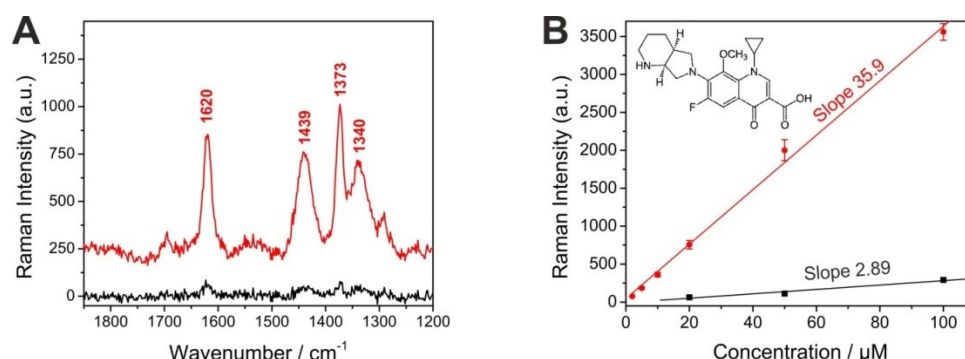 A
Raman Intensity (a.u.)
1250
1000
750
500
250
0
1620
1439
1373
1340
1800
1700
1600
1500
1400
1300
1200
Wavenumber / cm⁻¹
B
Raman Intensity (a.u.)
3500
3000
2500
2000
1500
1000
500
0
H
HN
H
N
OCH₃
N
F
O
O
OH
Slope 35.9
Slope 2.89
0
20
40
60
80
100
Concentration / µM